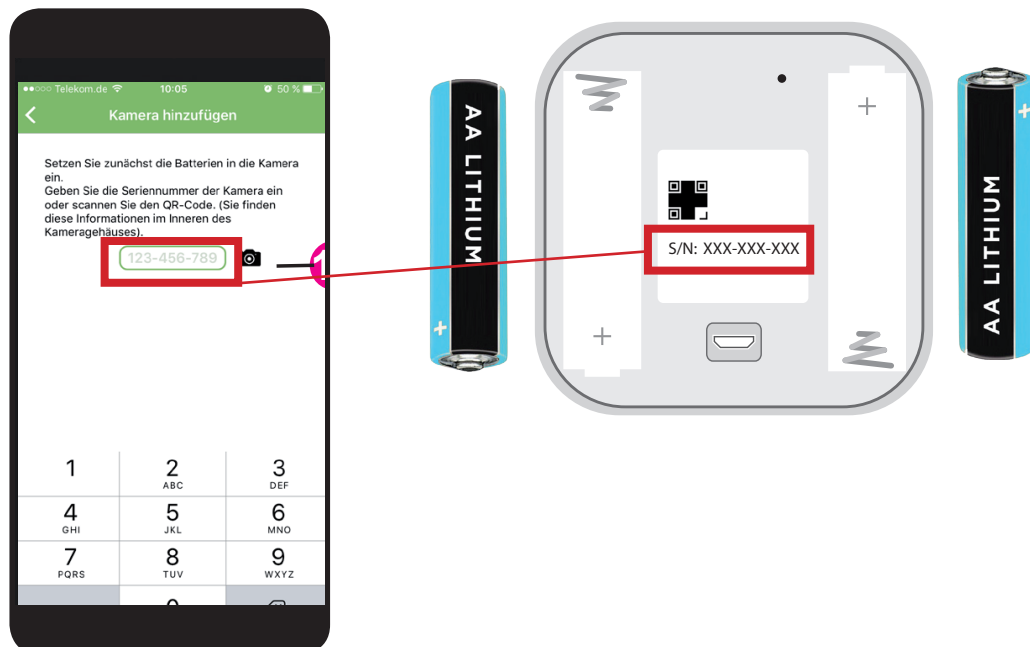 Telekom.de 10:05 50 %
Kamera hinzufügen
Setzen Sie zunächst die Batterien in die Kamera
ein.
Geben Sie die Seriennummer der Kamera ein
oder scannen Sie den QR-Code. (Sie finden
diese Informationen im Inneren des
Kameragehäuses).
123-456-789
1 2 3
ABC DEF
4 5 6
GHI JKL MNO
7 8 9
PQRS TUV WXYZ
AA LITHIUM
+
+
S/N: XXX-XXX-XXX
+
AA LITHIUM
+